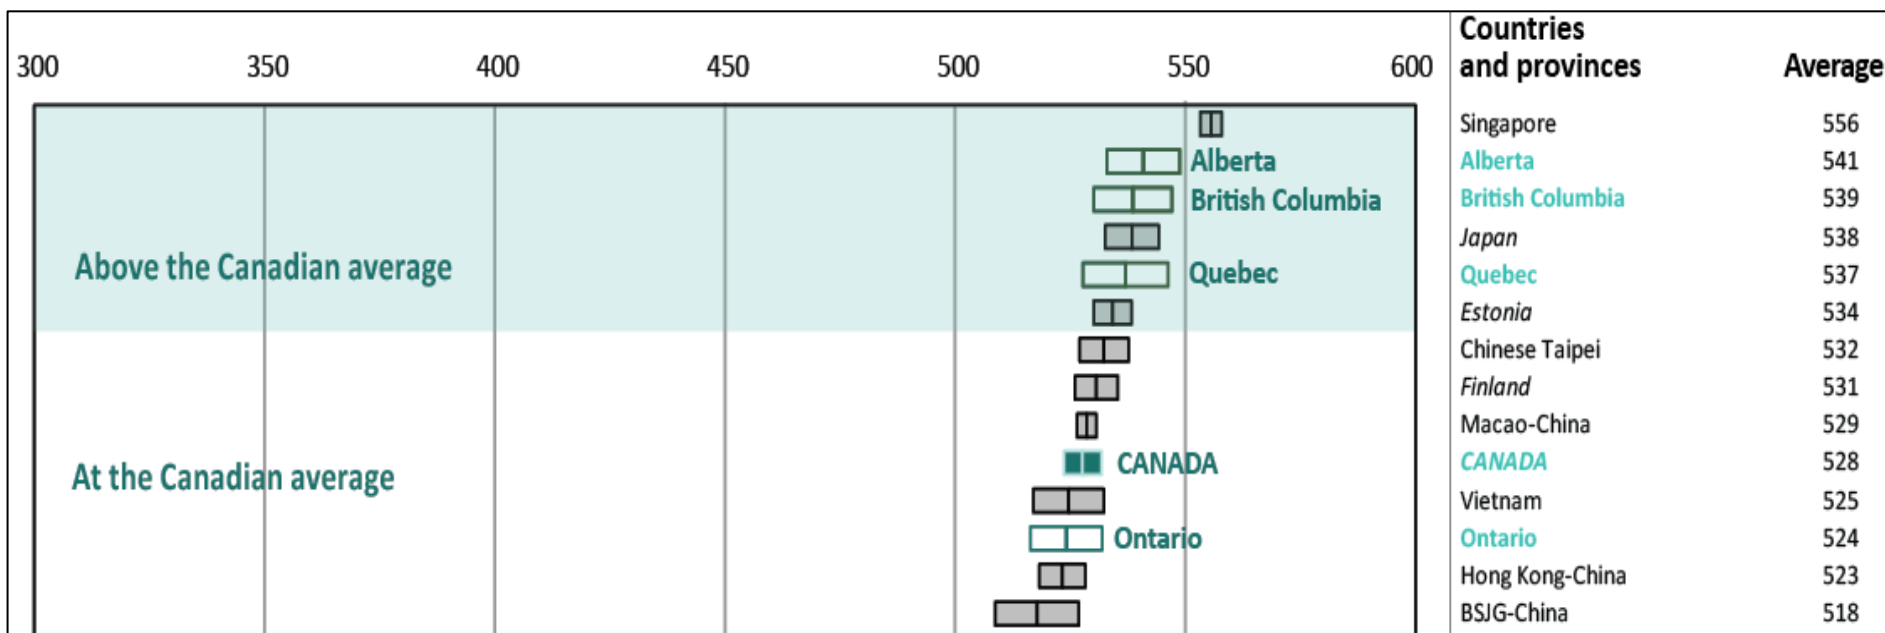 Countries
300 350 400 450 500 550 600 and provinces Average
Singapore 556
Alberta Alberta 541
British Columbia British Columbia 539
Japan 538
Above the Canadian average
Quebec Quebec 537
Estonia 534
Chinese Taipei 532
Finland 531
Macao-China 529
At the Canadian average
CANADA CANADA 528
Vietnam 525
Ontario Ontario 524
Hong Kong-China 523
BSJG-China 518